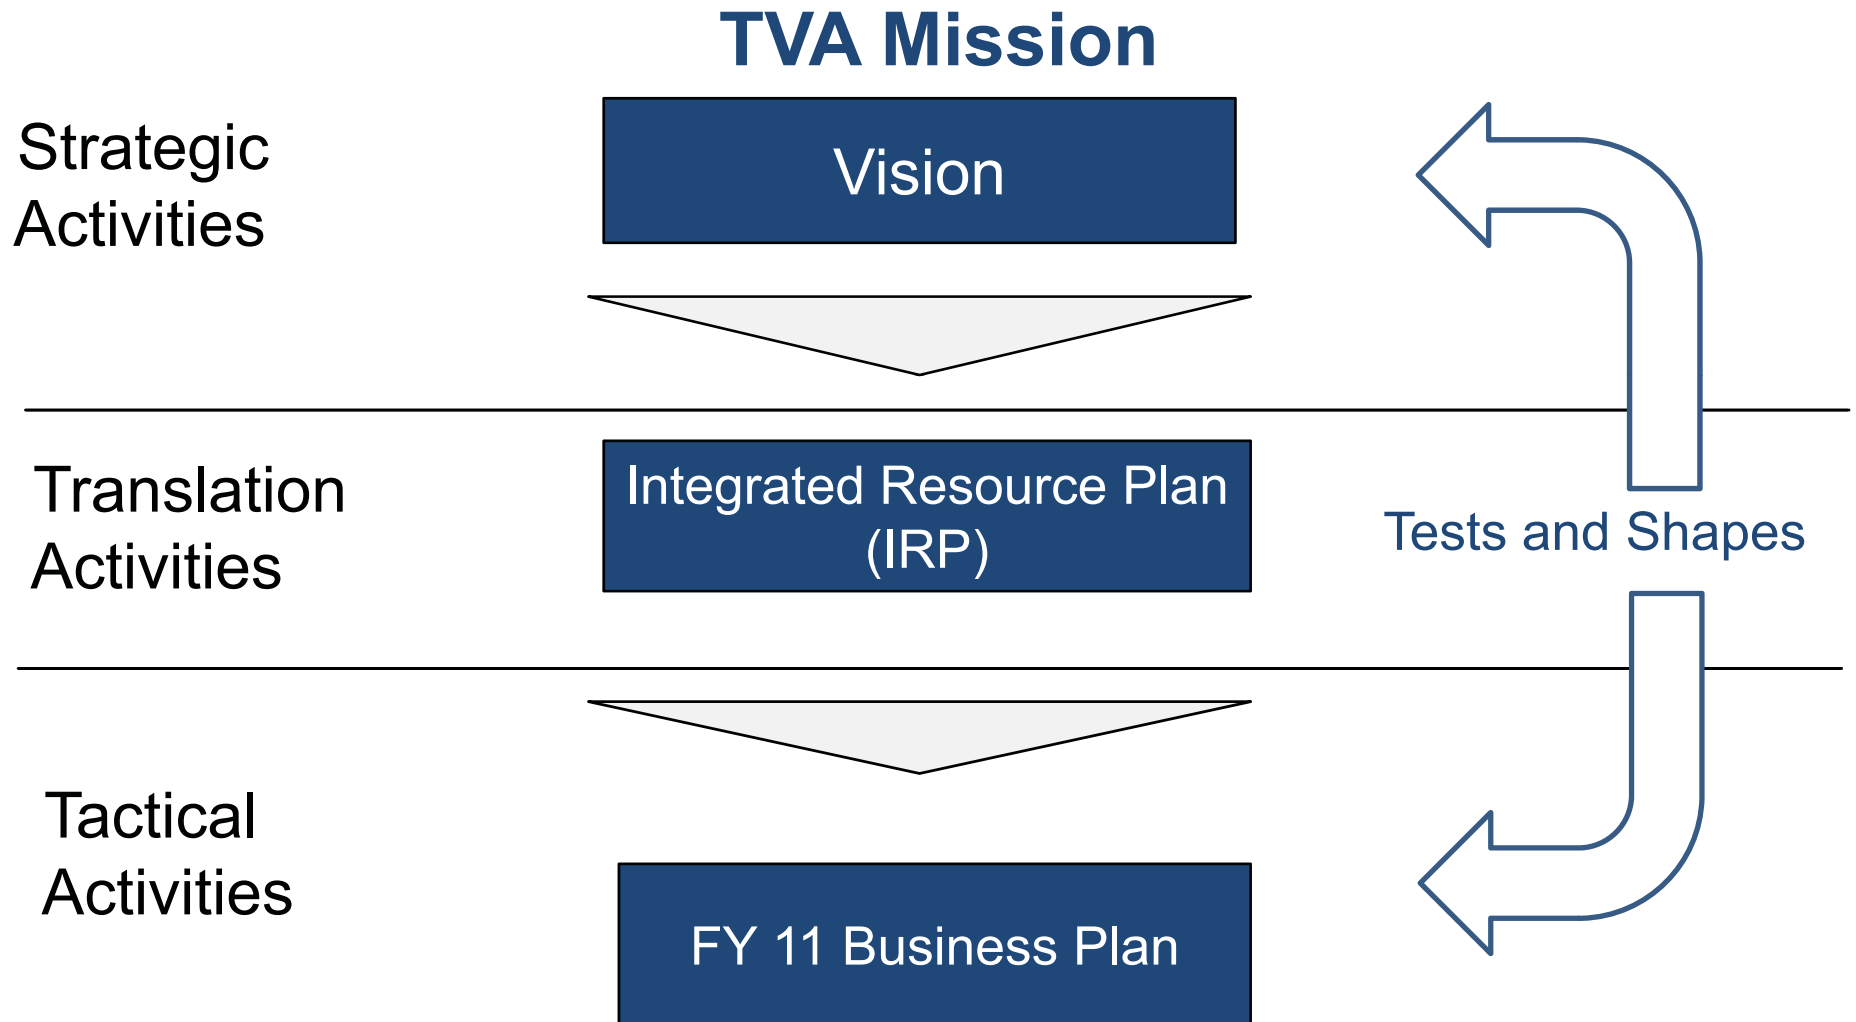 TVA Mission
Strategic
Activities
Vision
Translation
Activities
Integrated Resource Plan
(IRP)
Tests and Shapes
Tactical
Activities
FY 11 Business Plan